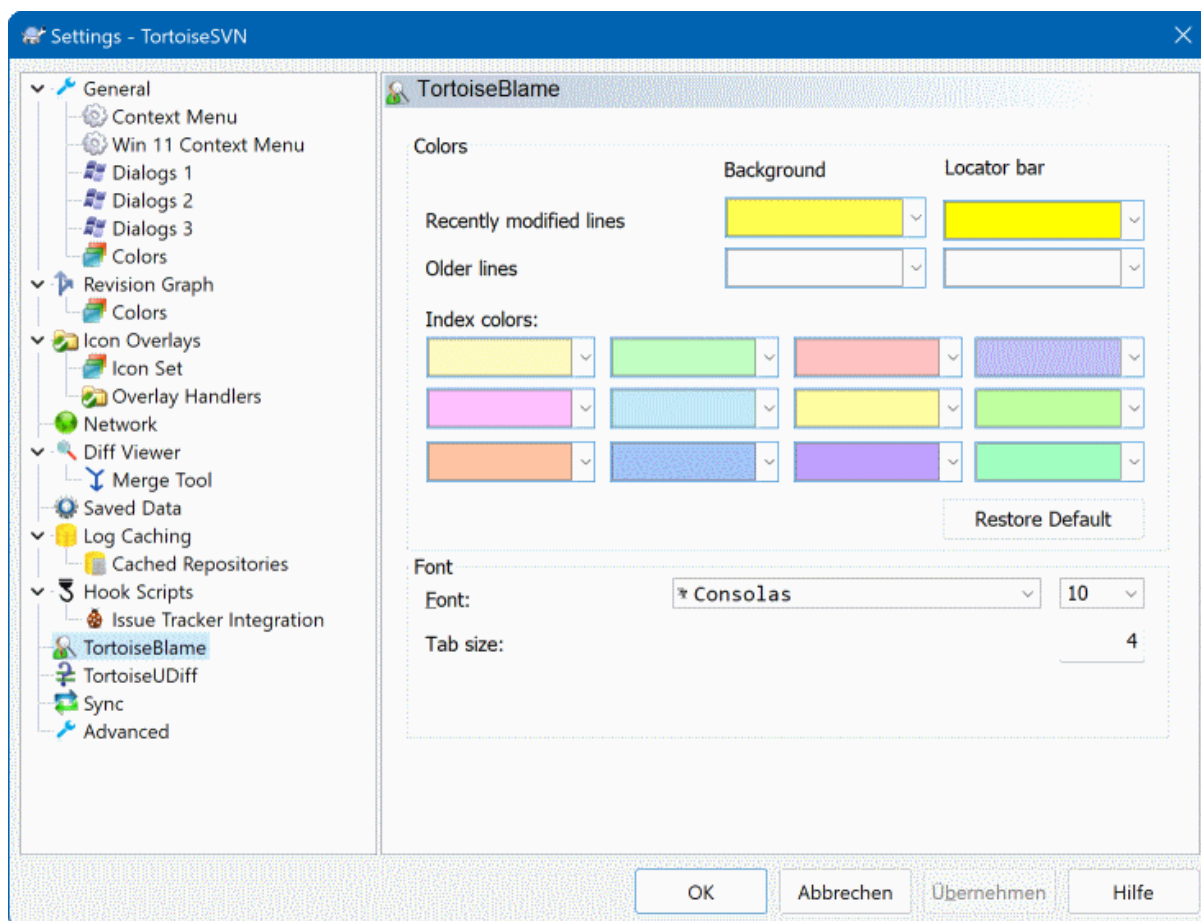 Settings - TortoiseSVN
General
Context Menu
Win 11 Context Menu
Dialogs 1
Dialogs 2
Dialogs 3
Colors
Revision Graph
Colors
Icon Overlays
Icon Set
Overlay Handlers
Network
Diff Viewer
Merge Tool
Saved Data
Log Caching
Cached Repositories
Hook Scripts
Issue Tracker Integration
TortoiseBlame
TortoiseUDiff
Sync
Advanced
TortoiseBlame
Colors
Background Locator bar
Recently modified lines
Older lines
Index colors:
Restore Default
Font
Font: Consolas 10
Tab size: 4
OK Abbrechen Übernehmen Hilfe